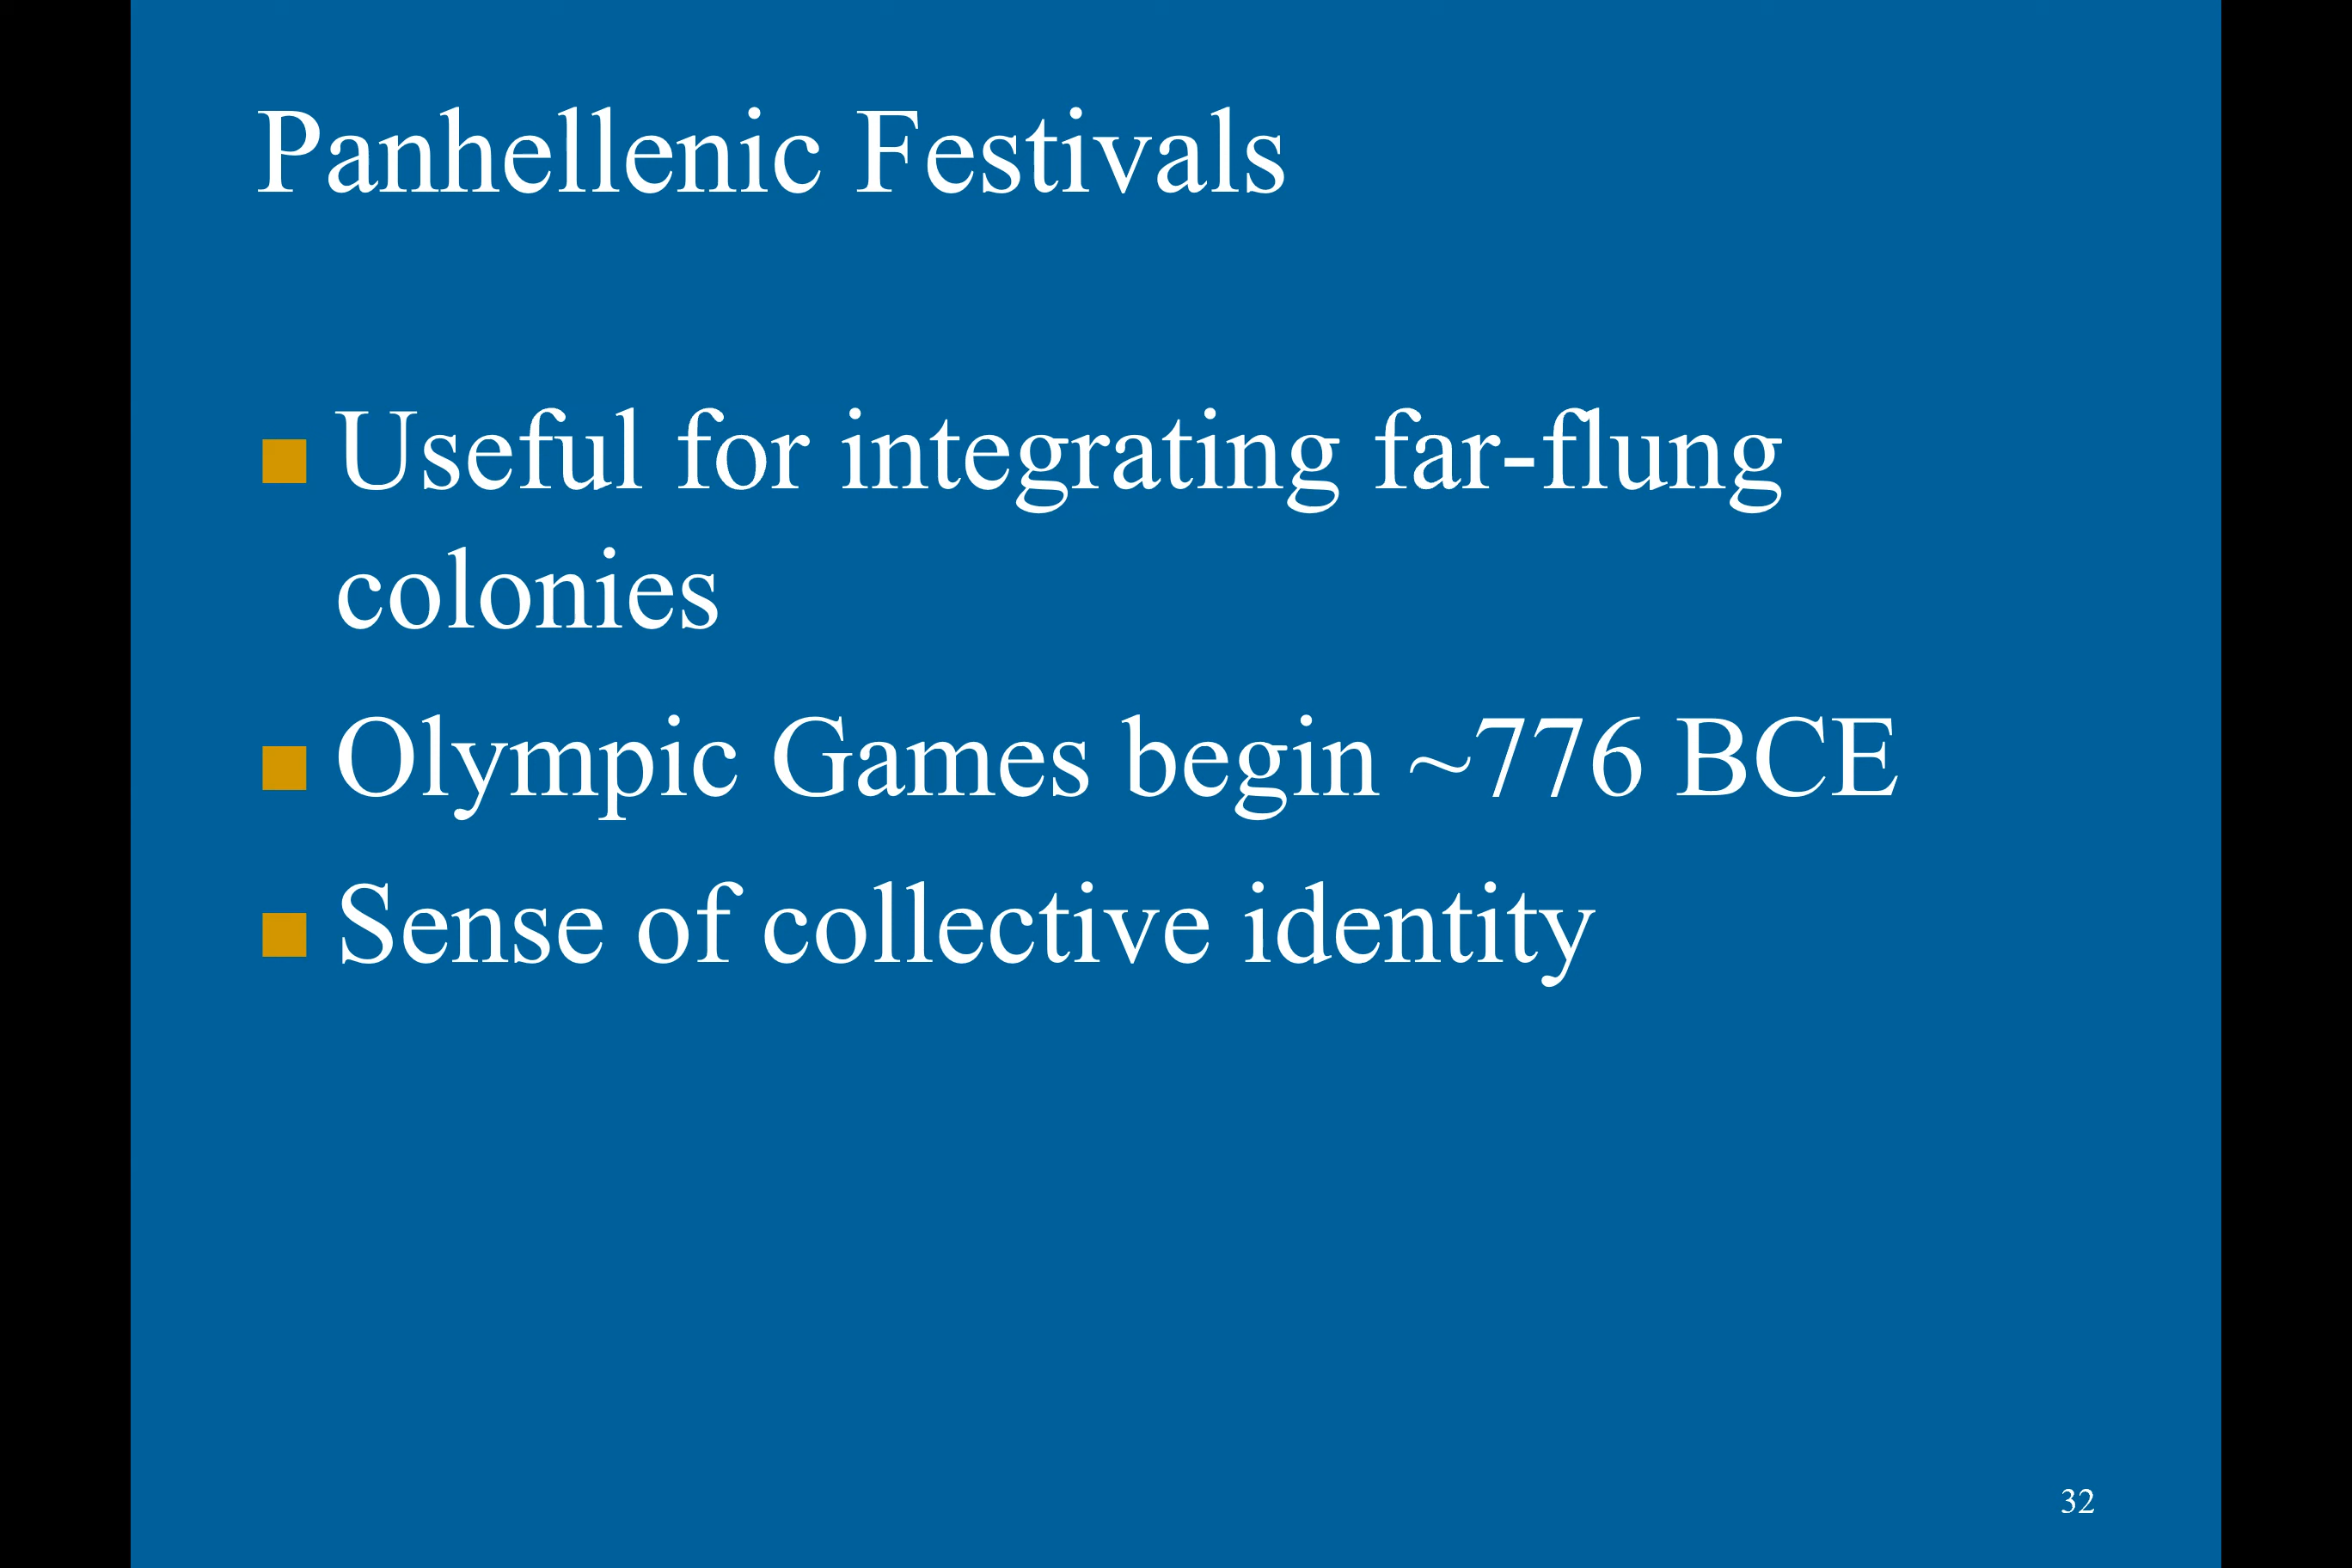 Panhellenic Festivals
Useful for integrating far-flung
colonies
Olympic Games begin ~776 BCE
Sense of collective identity
32